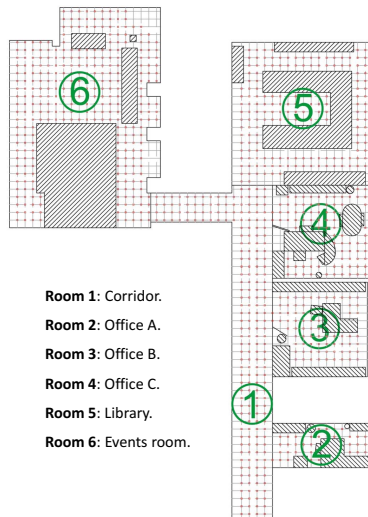 6
5
4
3
1
2
Room 1: Corridor.
Room 2: Office A.
Room 3: Office B.
Room 4: Office C.
Room 5: Library.
Room 6: Events room.